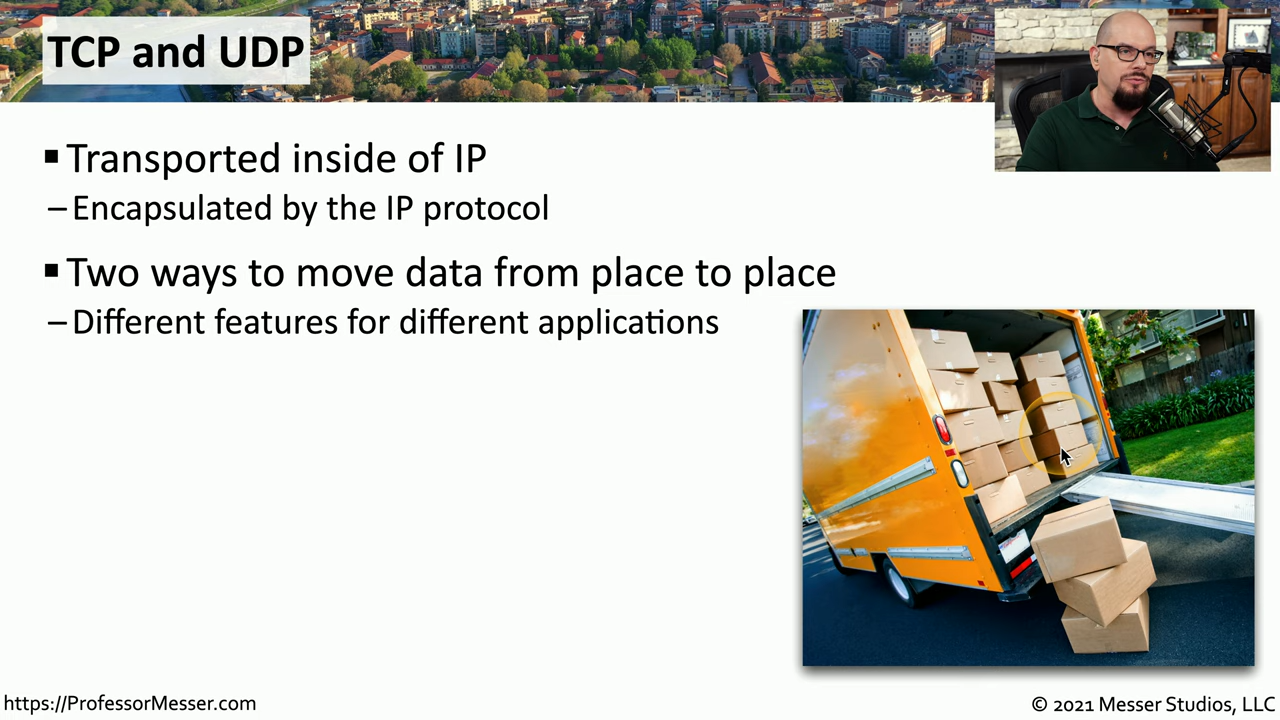 TCP and UDP
▪ Transported inside of IP
– Encapsulated by the IP protocol
▪ Two ways to move data from place to place
– Different features for different applications
https://ProfessorMesser.com
© 2021 Messer Studios, LLC